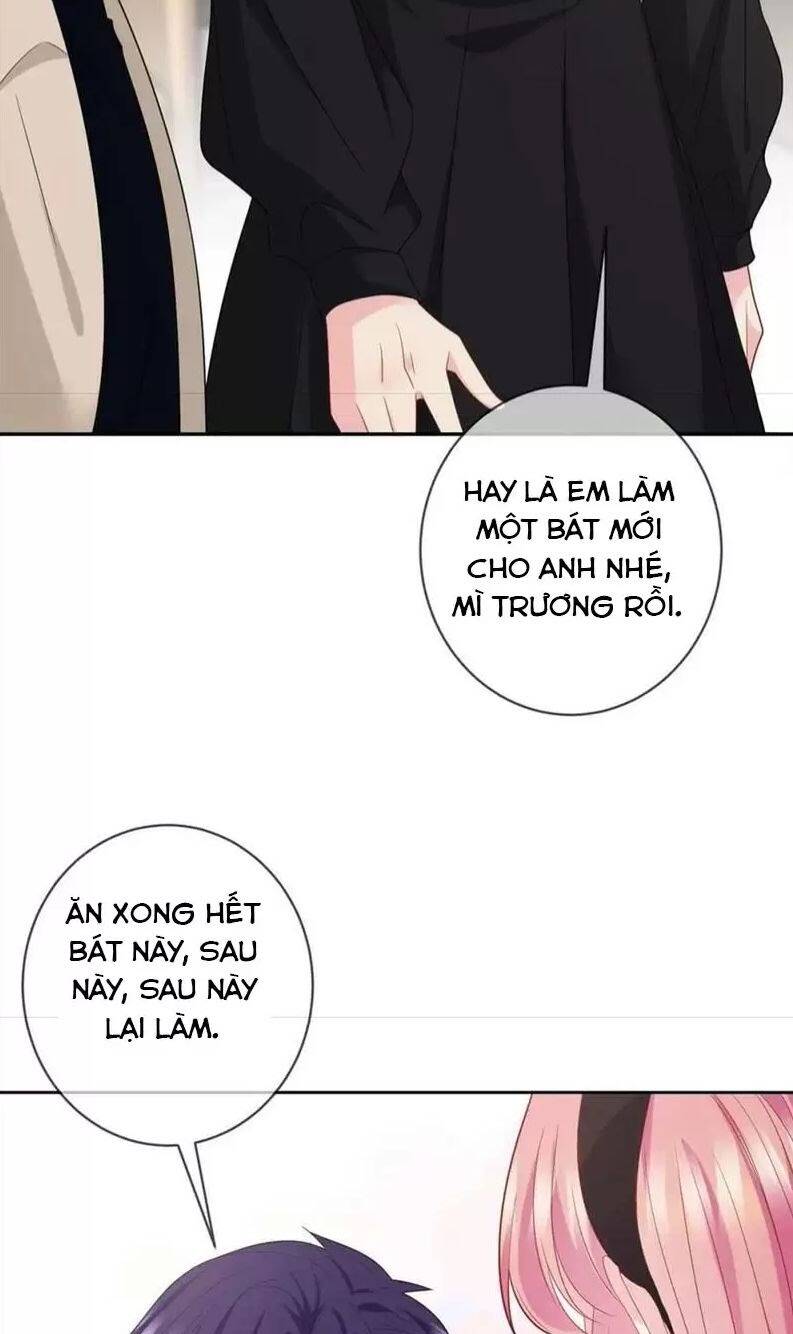 HAY LÀ EM LÀM
MỘT BÁT MỚI
CHO ANH NHÉ,
MÌ TRƯƠNG RỒI.
ĂN XONG HẾT
BÁT NÀY, SAU
NÀY, SAU NÀY
LẠI LÀM.